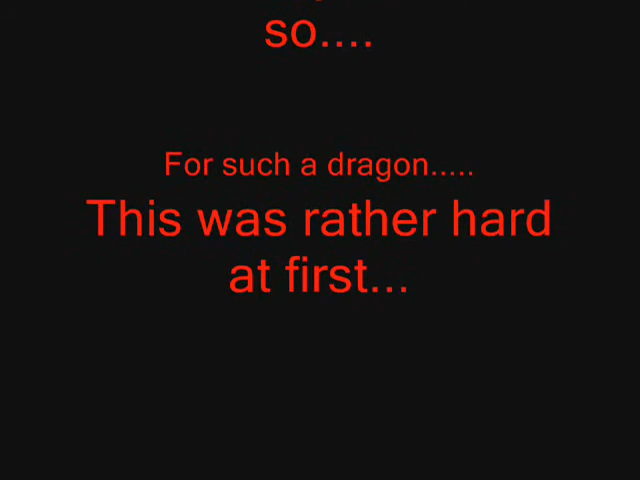 so....
For such a dragon.....
This was rather hard
at first...